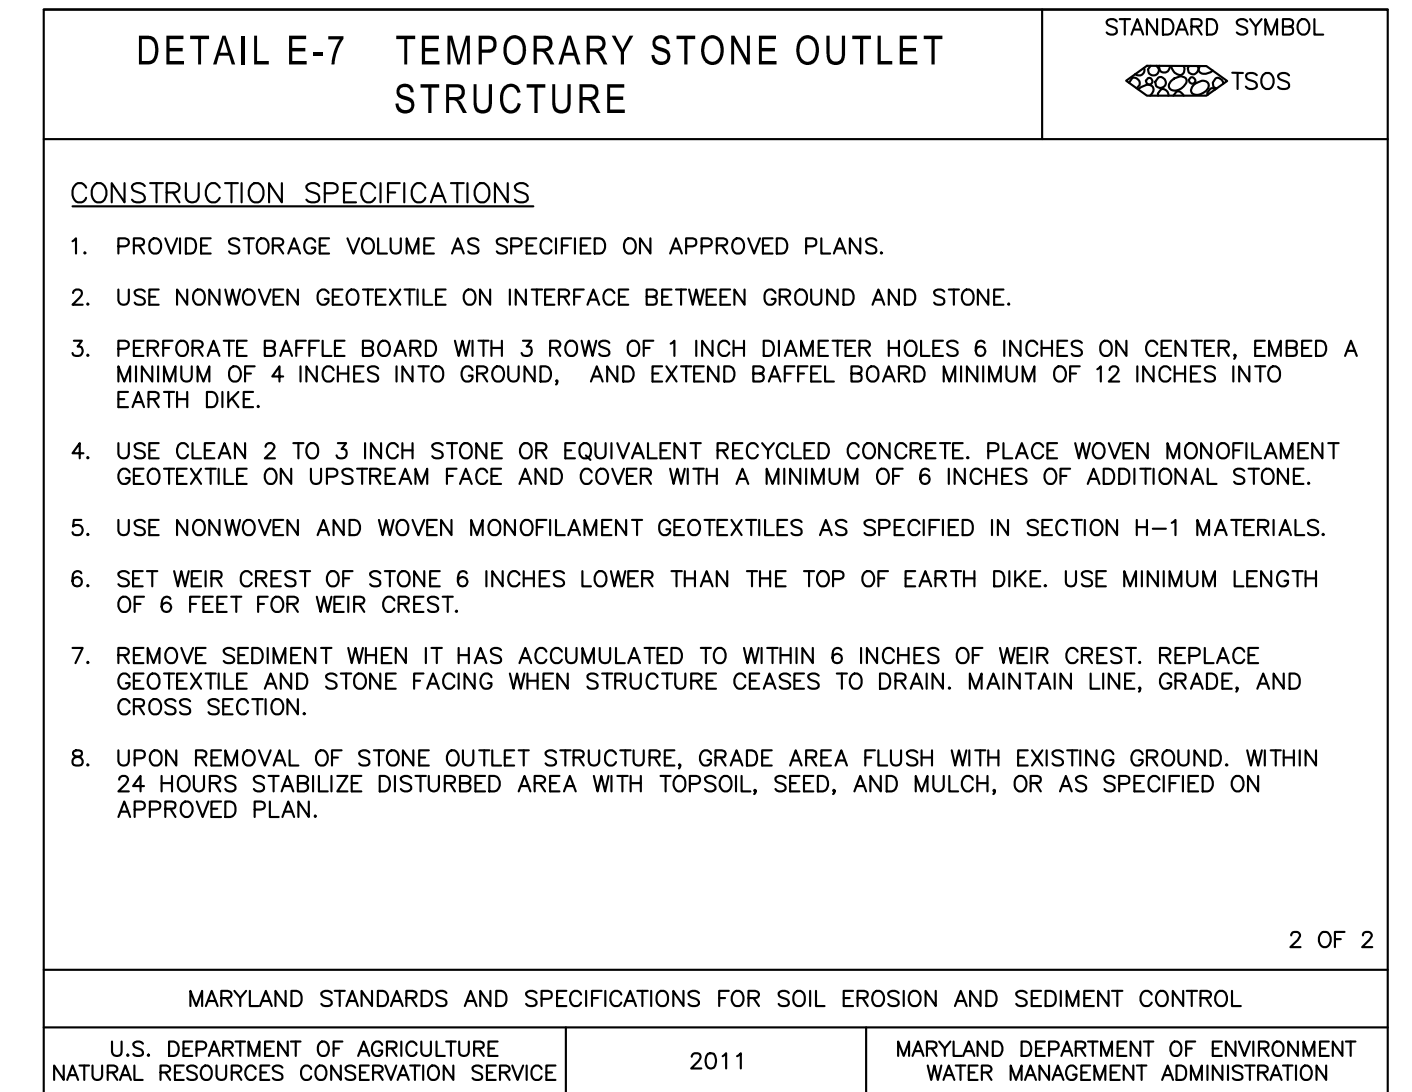 DETAIL E-7 TEMPORARY STONE OUTLET
STRUCTURE
STANDARD SYMBOL
TSOS
CONSTRUCTION SPECIFICATIONS
1. PROVIDE STORAGE VOLUME AS SPECIFIED ON APPROVED PLANS.
2. USE NONWOVEN GEOTEXTILE ON INTERFACE BETWEEN GROUND AND STONE.
3. PERFORATE BAFFLE BOARD WITH 3 ROWS OF 1 INCH DIAMETER HOLES 6 INCHES ON CENTER, EMBED A
MINIMUM OF 4 INCHES INTO GROUND, AND EXTEND BAFFEL BOARD MINIMUM OF 12 INCHES INTO
EARTH DIKE.
4. USE CLEAN 2 TO 3 INCH STONE OR EQUIVALENT RECYCLED CONCRETE. PLACE WOVEN MONOFILAMENT
GEOTEXTILE ON UPSTREAM FACE AND COVER WITH A MINIMUM OF 6 INCHES OF ADDITIONAL STONE.
5. USE NONWOVEN AND WOVEN MONOFILAMENT GEOTEXTILES AS SPECIFIED IN SECTION H-1 MATERIALS.
6. SET WEIR CREST OF STONE 6 INCHES LOWER THAN THE TOP OF EARTH DIKE. USE MINIMUM LENGTH
OF 6 FEET FOR WEIR CREST.
7. REMOVE SEDIMENT WHEN IT HAS ACCUMULATED TO WITHIN 6 INCHES OF WEIR CREST. REPLACE
GEOTEXTILE AND STONE FACING WHEN STRUCTURE CEASES TO DRAIN. MAINTAIN LINE, GRADE, AND
CROSS SECTION.
8. UPON REMOVAL OF STONE OUTLET STRUCTURE, GRADE AREA FLUSH WITH EXISTING GROUND. WITHIN
24 HOURS STABILIZE DISTURBED AREA WITH TOPSOIL, SEED, AND MULCH, OR AS SPECIFIED ON
APPROVED PLAN.
2 OF 2
MARYLAND STANDARDS AND SPECIFICATIONS FOR SOIL EROSION AND SEDIMENT CONTROL
U.S. DEPARTMENT OF AGRICULTURE
NATURAL RESOURCES CONSERVATION SERVICE
2011
MARYLAND DEPARTMENT OF ENVIRONMENT
WATER MANAGEMENT ADMINISTRATION